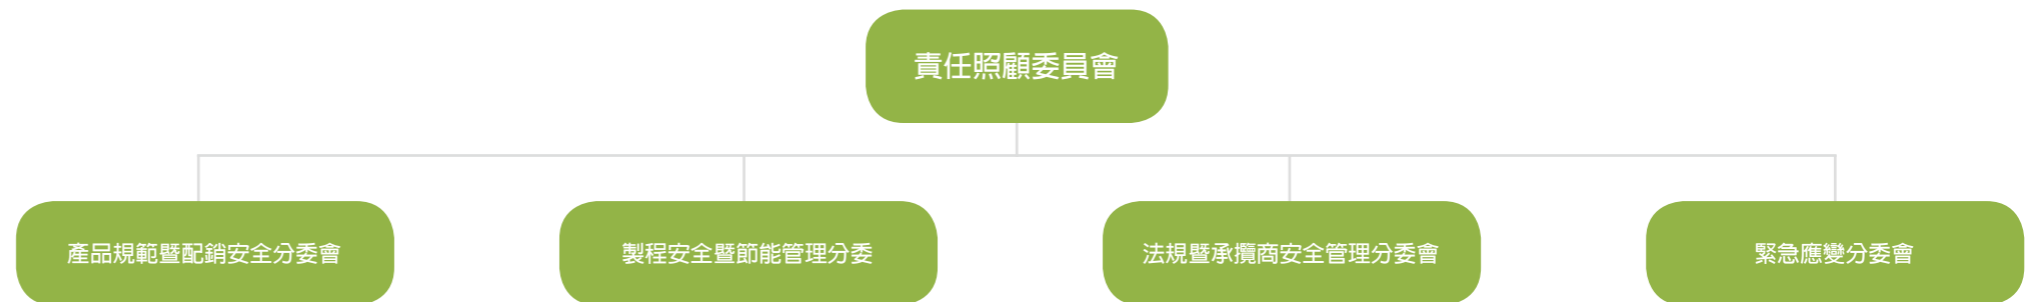 責任照顧委員會
產品規範暨配銷安全分委會
製程安全暨節能管理分委
法規暨承攬商安全管理分委會
緊急應變分委會